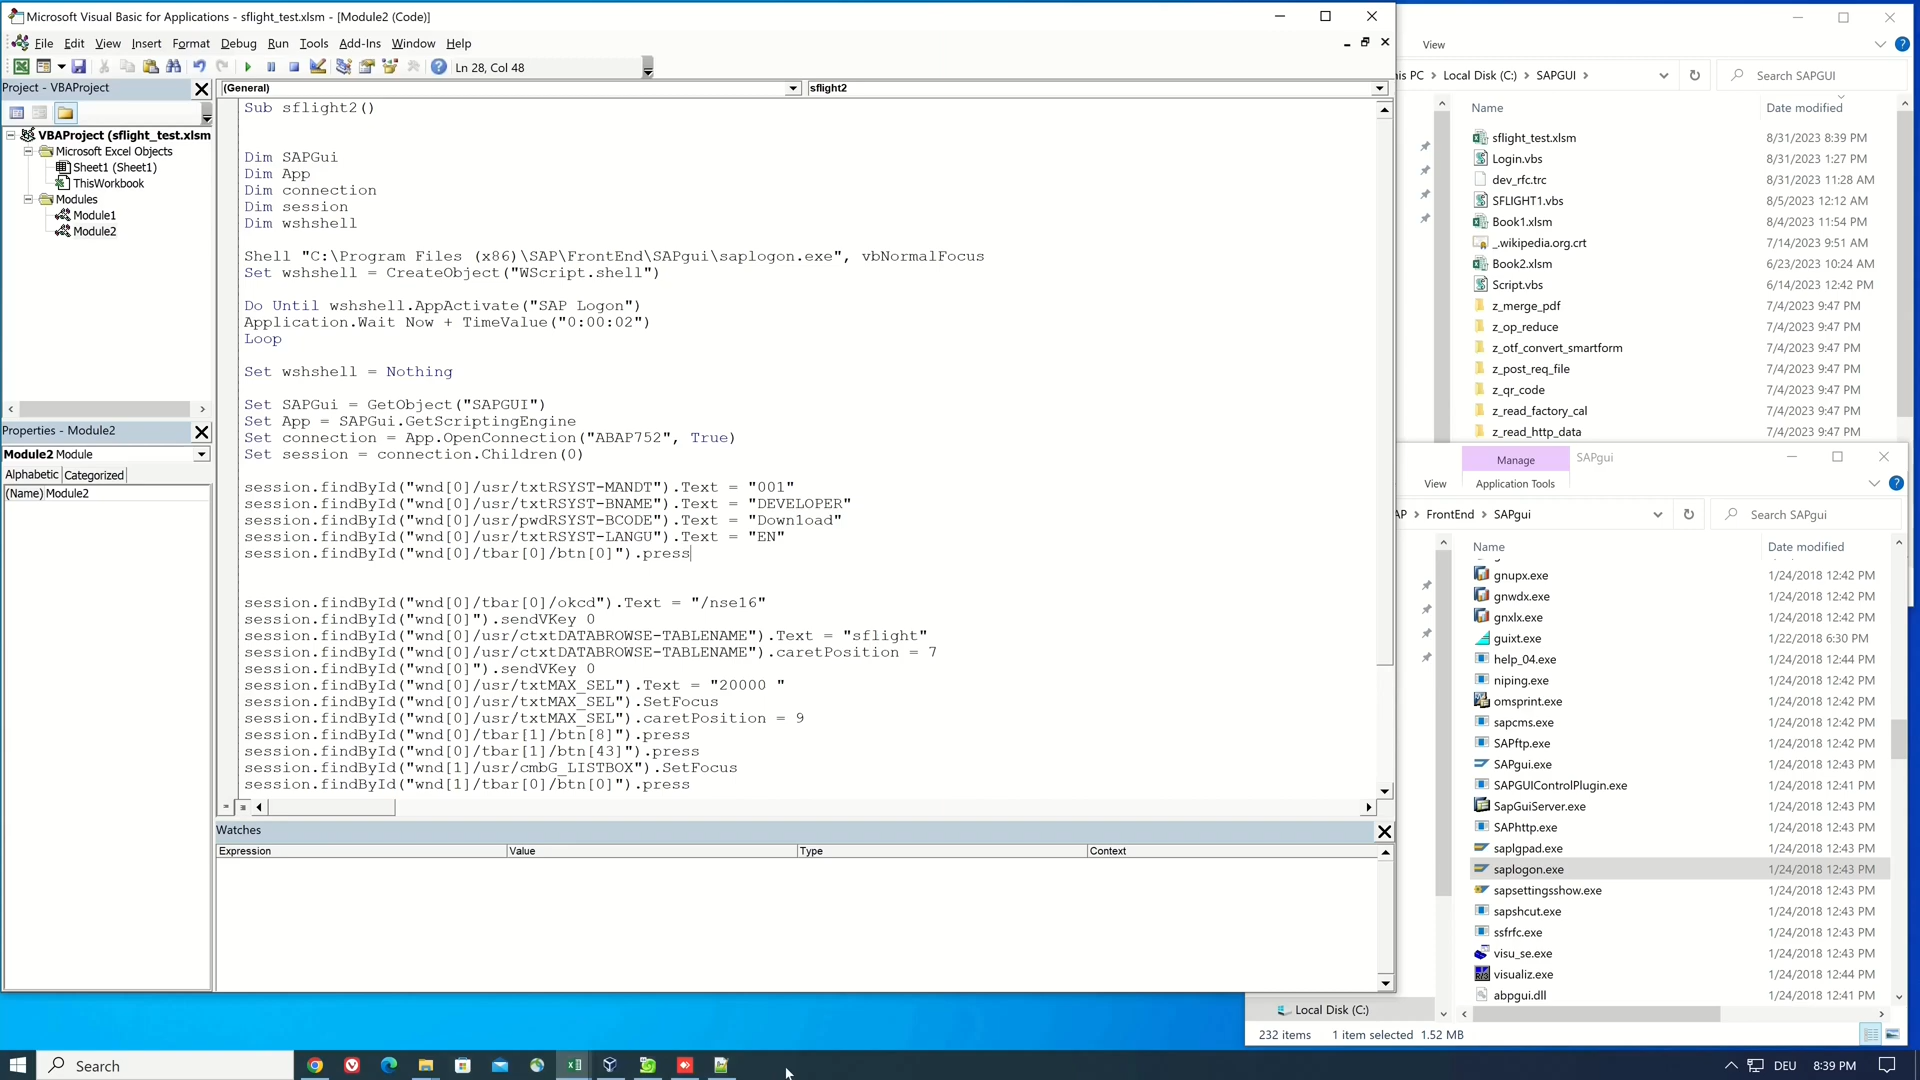 Microsoft Visual Basic for Applications - sflight_test.xlsm - [Module2 (Code)]
File Edit View Insert Format Debug Run Tools Add-Ins Window Help
Ln 28, Col 48
Project - VBAProject
VBAProject (sflight_test.xlsm
Microsoft Excel Objects
Sheet1 (Sheet1)
ThisWorkbook
Modules
Module1
Module2
Properties - Module2
Module2 Module
Alphabetic Categorized
(Name) Module2
(General) sflight2
Sub sflight2()
Dim SAPGui
Dim App
Dim connection
Dim session
Dim wshshell
Shell "C:\Program Files (x86)\SAP\FrontEnd\SAPgui\saplogon.exe", vbNormalFocus
Set wshshell = CreateObject("WScript.shell")
Do Until wshshell.AppActivate("SAP Logon")
Application.Wait Now + TimeValue("0:00:02")
Loop
Set wshshell = Nothing
Set SAPGui = GetObject("SAPGUI")
Set App = SAPGui.GetScriptingEngine
Set connection = App.OpenConnection("ABAP752", True)
Set session = connection.Children(0)
session.findById("wnd[0]/usr/txtRSYST-MANDT").Text = "001"
session.findById("wnd[0]/usr/txtRSYST-BNAME").Text = "DEVELOPER"
session.findById("wnd[0]/usr/pwdRSYST-BCODE").Text = "Down1oad"
session.findById("wnd[0]/usr/txtRSYST-LANGU").Text = "EN"
session.findById("wnd[0]/tbar[0]/btn[0]").press
session.findById("wnd[0]/tbar[0]/okcd").Text = "/nse16"
session.findById("wnd[0]").sendVKey 0
session.findById("wnd[0]/usr/ctxtDATABROWSE-TABLENAME").Text = "sflight"
session.findById("wnd[0]/usr/ctxtDATABROWSE-TABLENAME").caretPosition = 7
session.findById("wnd[0]").sendVKey 0
session.findById("wnd[0]/usr/txtMAX_SEL").Text = "20000 "
session.findById("wnd[0]/usr/txtMAX_SEL").SetFocus
session.findById("wnd[0]/usr/txtMAX_SEL").caretPosition = 9
session.findById("wnd[0]/tbar[1]/btn[8]").press
session.findById("wnd[0]/tbar[1]/btn[43]").press
session.findById("wnd[1]/usr/cmbG_LISTBOX").SetFocus
session.findById("wnd[1]/tbar[0]/btn[0]").press
Watches
Expression Value Type Context
View
is PC Local Disk (C:) SAPGUI Search SAPGUI
Name Date modified
sflight_test.xlsm 8/31/2023 8:39 PM
Login.vbs 8/31/2023 1:27 PM
dev_rfc.trc 8/31/2023 11:28 AM
SFLIGHT1.vbs 8/5/2023 12:12 AM
Book1.xlsm 8/4/2023 11:54 PM
_.wikipedia.org.crt 7/14/2023 9:51 AM
Book2.xlsm 6/23/2023 10:24 AM
Script.vbs 6/14/2023 12:42 PM
z_merge_pdf 7/4/2023 9:47 PM
z_op_reduce 7/4/2023 9:47 PM
z_otf_convert_smartform 7/4/2023 9:47 PM
z_post_req_file 7/4/2023 9:47 PM
z_qr_code 7/4/2023 9:47 PM
z_read_factory_cal 7/4/2023 9:47 PM
z_read_http_data 7/4/2023 9:47 PM
Manage SAPgui
View Application Tools
AP FrontEnd SAPgui Search SAPgui
Name Date modified
gnupx.exe 1/24/2018 12:42 PM
gnwdx.exe 1/24/2018 12:42 PM
gnxlx.exe 1/24/2018 12:42 PM
guixt.exe 1/22/2018 6:30 PM
help_04.exe 1/24/2018 12:44 PM
niping.exe 1/24/2018 12:42 PM
omsprint.exe 1/24/2018 12:42 PM
sapcms.exe 1/24/2018 12:42 PM
SAPftp.exe 1/24/2018 12:42 PM
SAPgui.exe 1/24/2018 12:43 PM
SAPGUIControlPlugin.exe 1/24/2018 12:41 PM
SapGuiServer.exe 1/24/2018 12:43 PM
SAPhttp.exe 1/24/2018 12:43 PM
saplgpad.exe 1/24/2018 12:43 PM
saplogon.exe 1/24/2018 12:43 PM
sapsettingsshow.exe 1/24/2018 12:43 PM
sapshcut.exe 1/24/2018 12:43 PM
ssfrfc.exe 1/24/2018 12:43 PM
visu_se.exe 1/24/2018 12:43 PM
visualiz.exe 1/24/2018 12:44 PM
abpgui.dll 1/24/2018 12:41 PM
Local Disk (C:)
232 items 1 item selected 1.52 MB
Search
DEU 8:39 PM